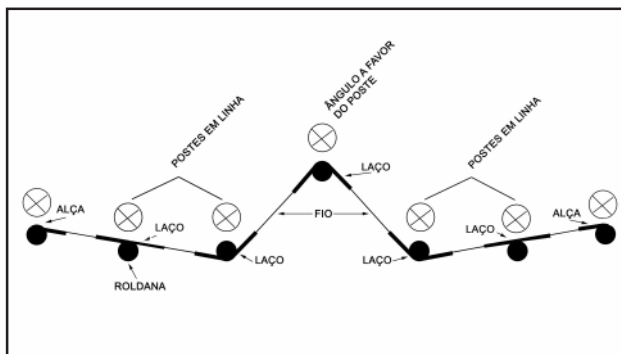 ÂNGULO A FAVOR
DO POSTE
POSTES EM LINHA
POSTES EM LINHA
LAÇO
ALÇA
LAÇO
FIO
LAÇO
ALÇA
LAÇO
LAÇO
ROLDANA